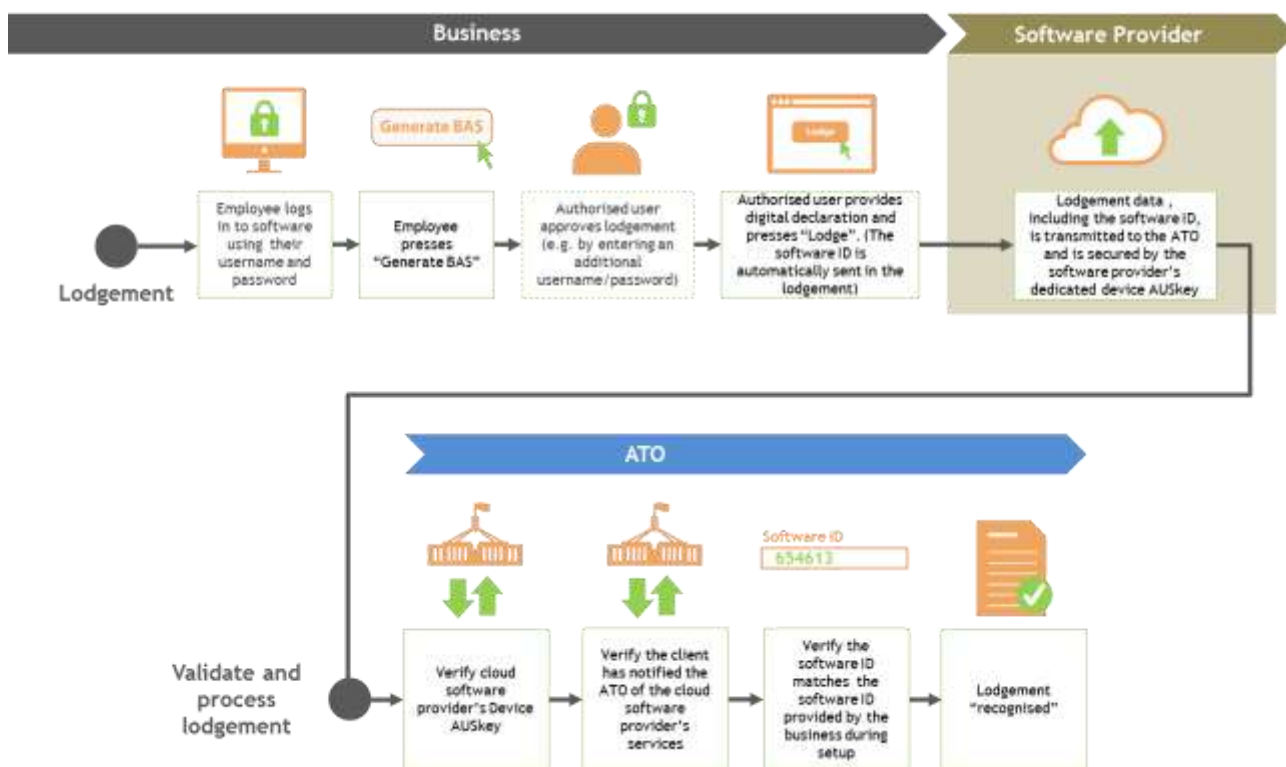 Business
Software Provider
Generate BAS
Lodge
Lodgement
Employee logs
in to software
using their
username and
password
Employee
presses
“Generate BAS”
Authorised user
approves lodgement
(e.g. by entering an
additional
username/password)
Authorised user provides
digital declaration and
presses “Lodge”. (The
software ID is
automatically sent in the
lodgement)
Lodgement data ,
including the software ID,
is transmitted to the ATO
and is secured by the
software provider’s
dedicated device AUSkey
ATO
Software ID
654613
Validate and
process
lodgement
Verify cloud
software
provider’s Device
AUSkey
Verify the client
has notified the
ATO of the cloud
software
provider’s
services
Verify the
software ID
matches the
software ID
provided by the
business during
setup
Lodgement
“recognised”